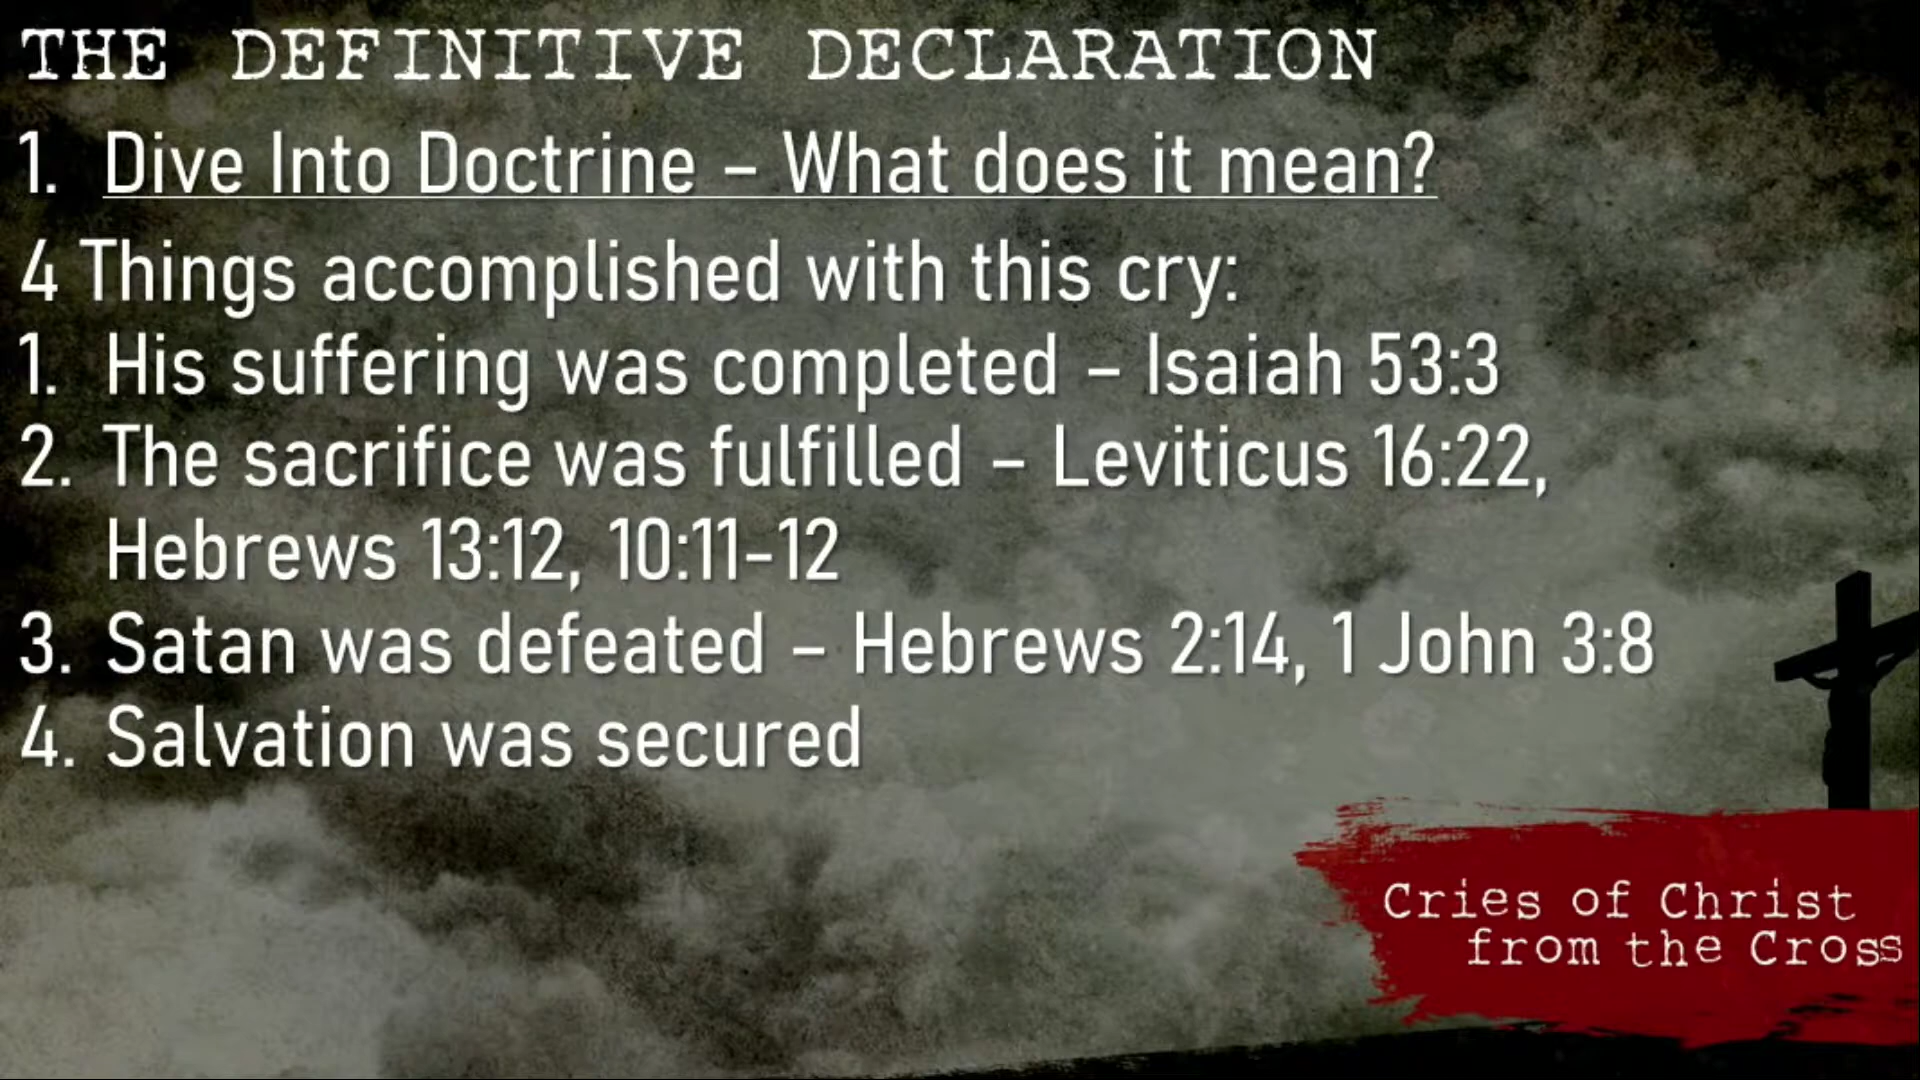 THE DEFINITIVE DECLARATION
1. Dive Into Doctrine – What does it mean?
4 Things accomplished with this cry:
1. His suffering was completed – Isaiah 53:3
2. The sacrifice was fulfilled – Leviticus 16:22,
Hebrews 13:12, 10:11-12
3. Satan was defeated – Hebrews 2:14, 1 John 3:8
4. Salvation was secured
Cries of Christ
from the Cross